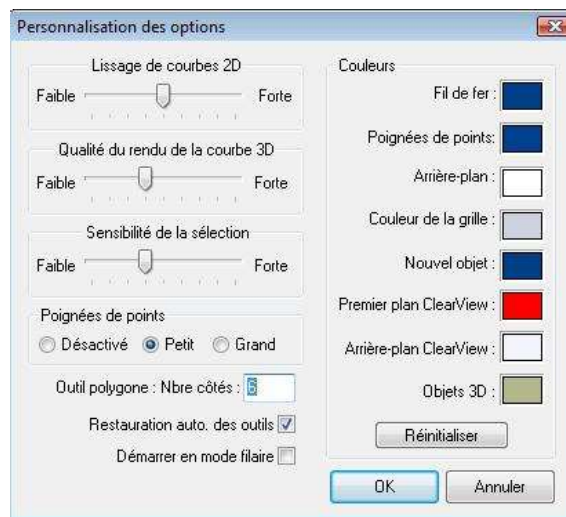 Personnalisation des options
Lissage de courbes 2D
Faible Forte
Qualité du rendu de la courbe 3D
Faible Forte
Sensibilité de la sélection
Faible Forte
Poignées de points
Désactivé Petit Grand
Outil polygone : Nbre côtés : 6
Restauration auto. des outils
Démarrer en mode filaire
Couleurs
Fil de fer :
Poignées de points:
Arrière-plan :
Couleur de la grille :
Nouvel objet :
Premier plan ClearView :
Arrière-plan ClearView :
Objets 3D :
Réinitialiser
OK Annuler